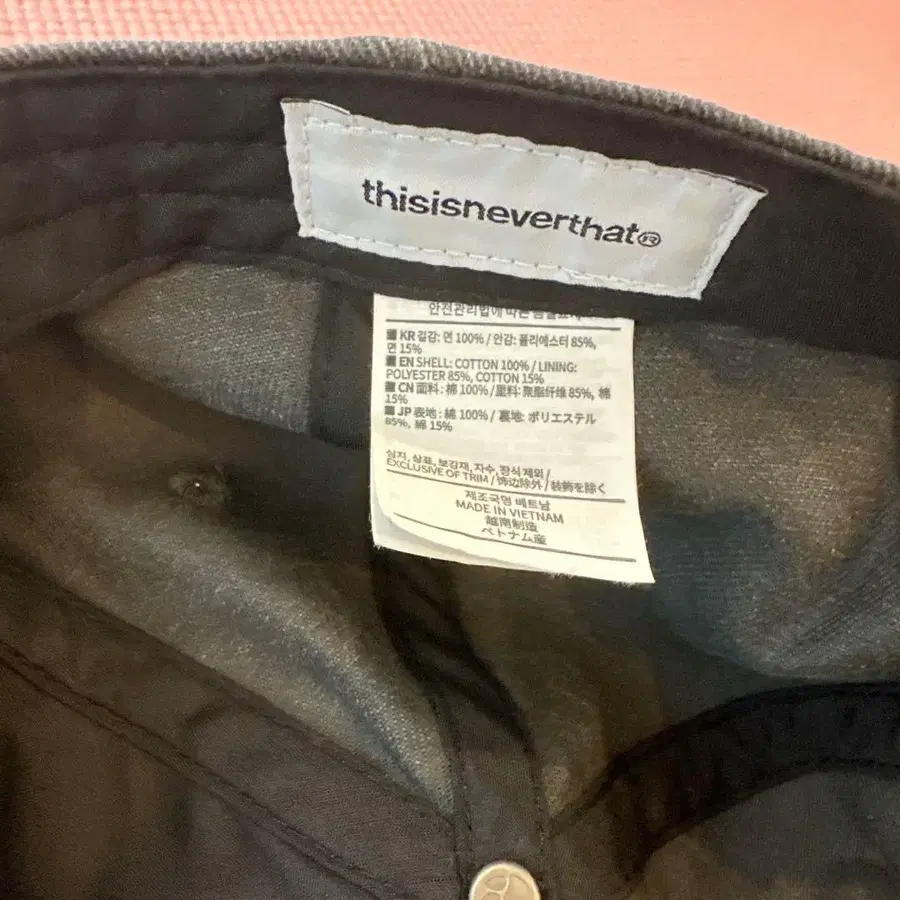 thisisneverthat®
안전관리법에 따른 품질표시
■ KR 겉감: 면 100% / 안감: 폴리에스터 85%,
면 15%
■ EN SHELL: COTTON 100% / LINING:
POLYESTER 85%, COTTON 15%
■ CN 面料: 棉 100% / 里料: 聚酯纤维 85%, 棉
15%
■ JP 表地: 綿 100% / 裏地: ポリエステル
85%, 綿 15%
심지, 상표, 보강재, 자수, 장식 제외 /
EXCLUSIVE OF TRIM / 饰边除外 / 装飾を除く
제조국명 베트남
MADE IN VIETNAM
越南制造
ベトナム産